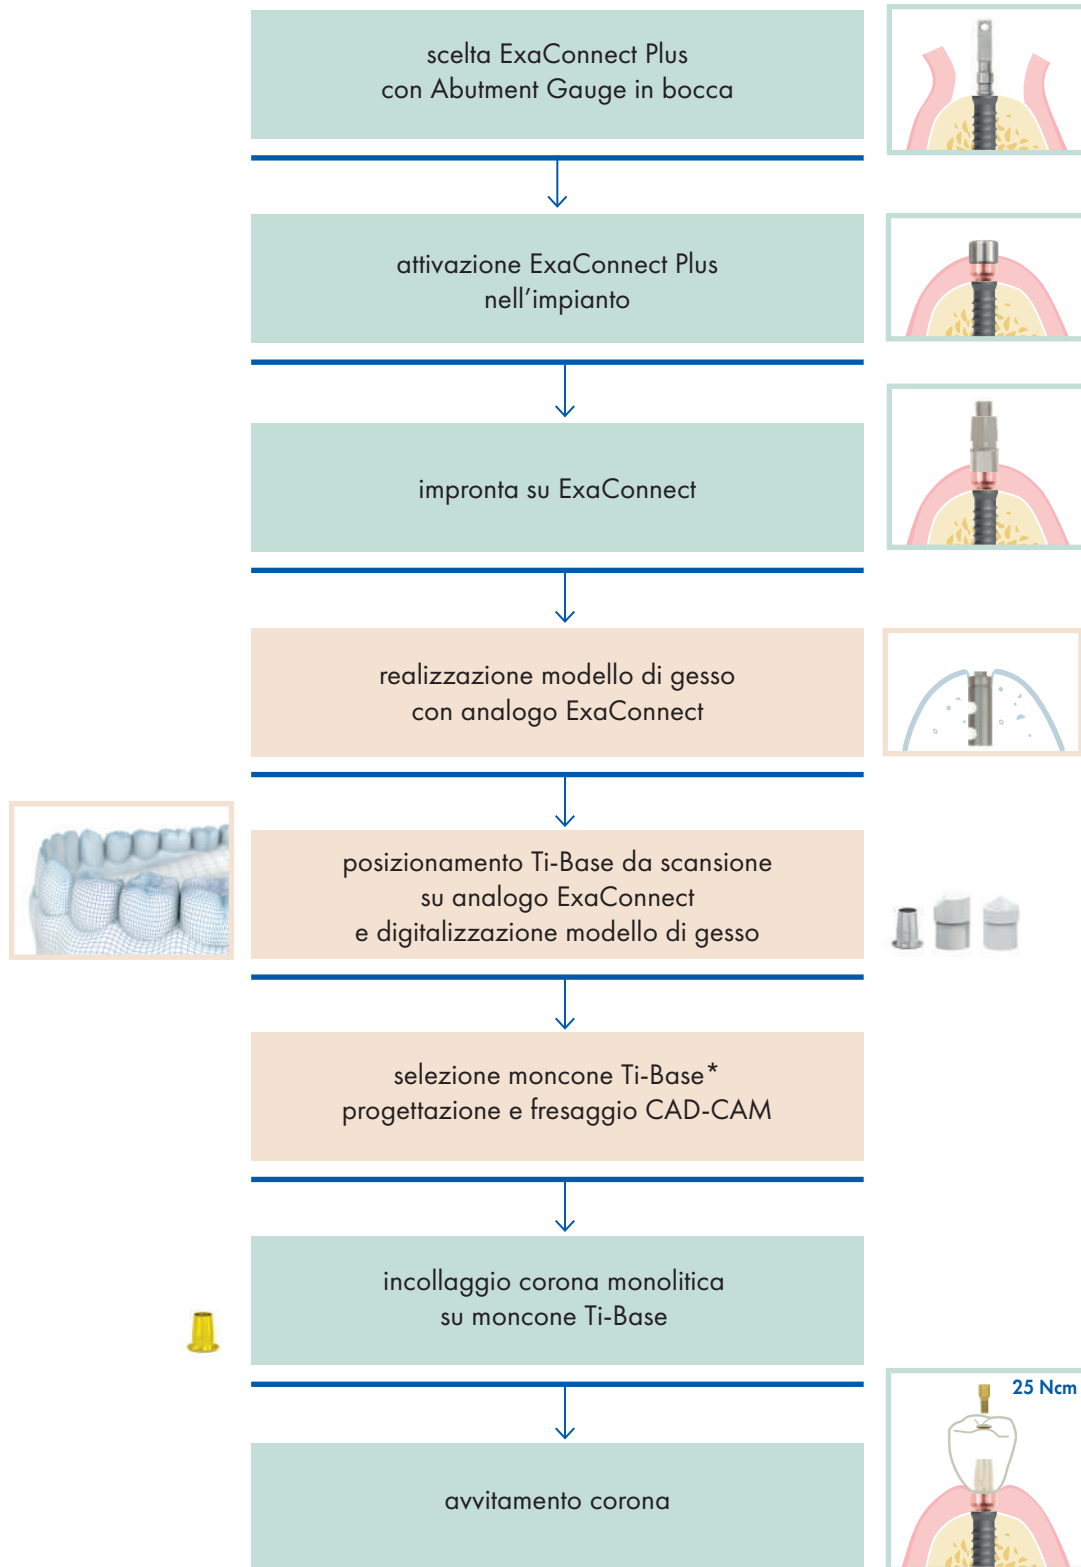 scelta ExaConnect Plus
con Abutment Gauge in bocca
attivazione ExaConnect Plus
nell'impianto
impronta su ExaConnect
realizzazione modello di gesso
con analogo ExaConnect
posizionamento Ti-Base da scansione
su analogo ExaConnect
e digitalizzazione modello di gesso
selezione moncone Ti-Base*
progettazione e fresaggio CAD-CAM
incollaggio corona monolitica
su moncone Ti-Base
25 Ncm
avvitamento corona